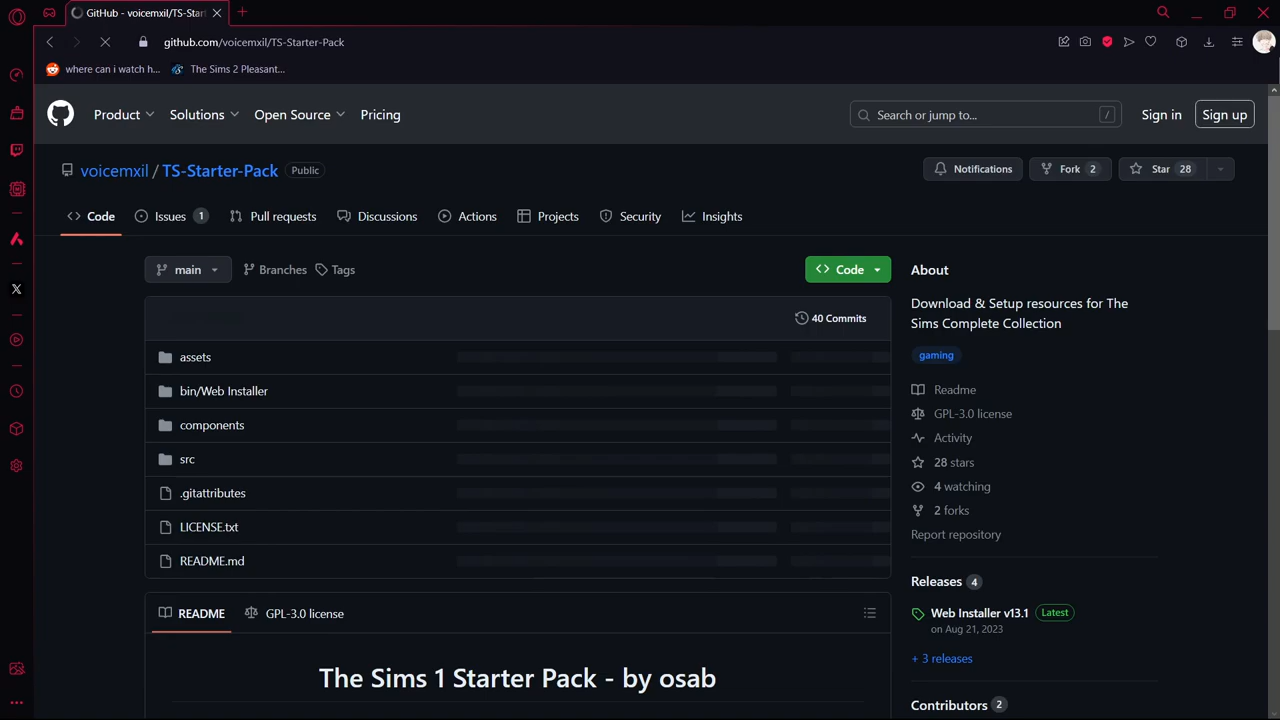 GitHub - voicemxil/TS-Start
github.com/voicemxil/TS-Starter-Pack
where can i watch h...
The Sims 2 Pleasant...
Product
Solutions
Open Source
Pricing
Search or jump to...
/
Sign in
Sign up
voicemxil / TS-Starter-Pack
Public
Notifications
Fork 2
Star 28
Code
Issues 1
Pull requests
Discussions
Actions
Projects
Security
Insights
main
Branches
Tags
Code
40 Commits
assets
bin/Web Installer
components
src
.gitattributes
LICENSE.txt
README.md
README
GPL-3.0 license
The Sims 1 Starter Pack - by osab
About
Download & Setup resources for The
Sims Complete Collection
gaming
Readme
GPL-3.0 license
Activity
28 stars
4 watching
2 forks
Report repository
Releases 4
Web Installer v13.1 Latest
on Aug 21, 2023
+ 3 releases
Contributors 2